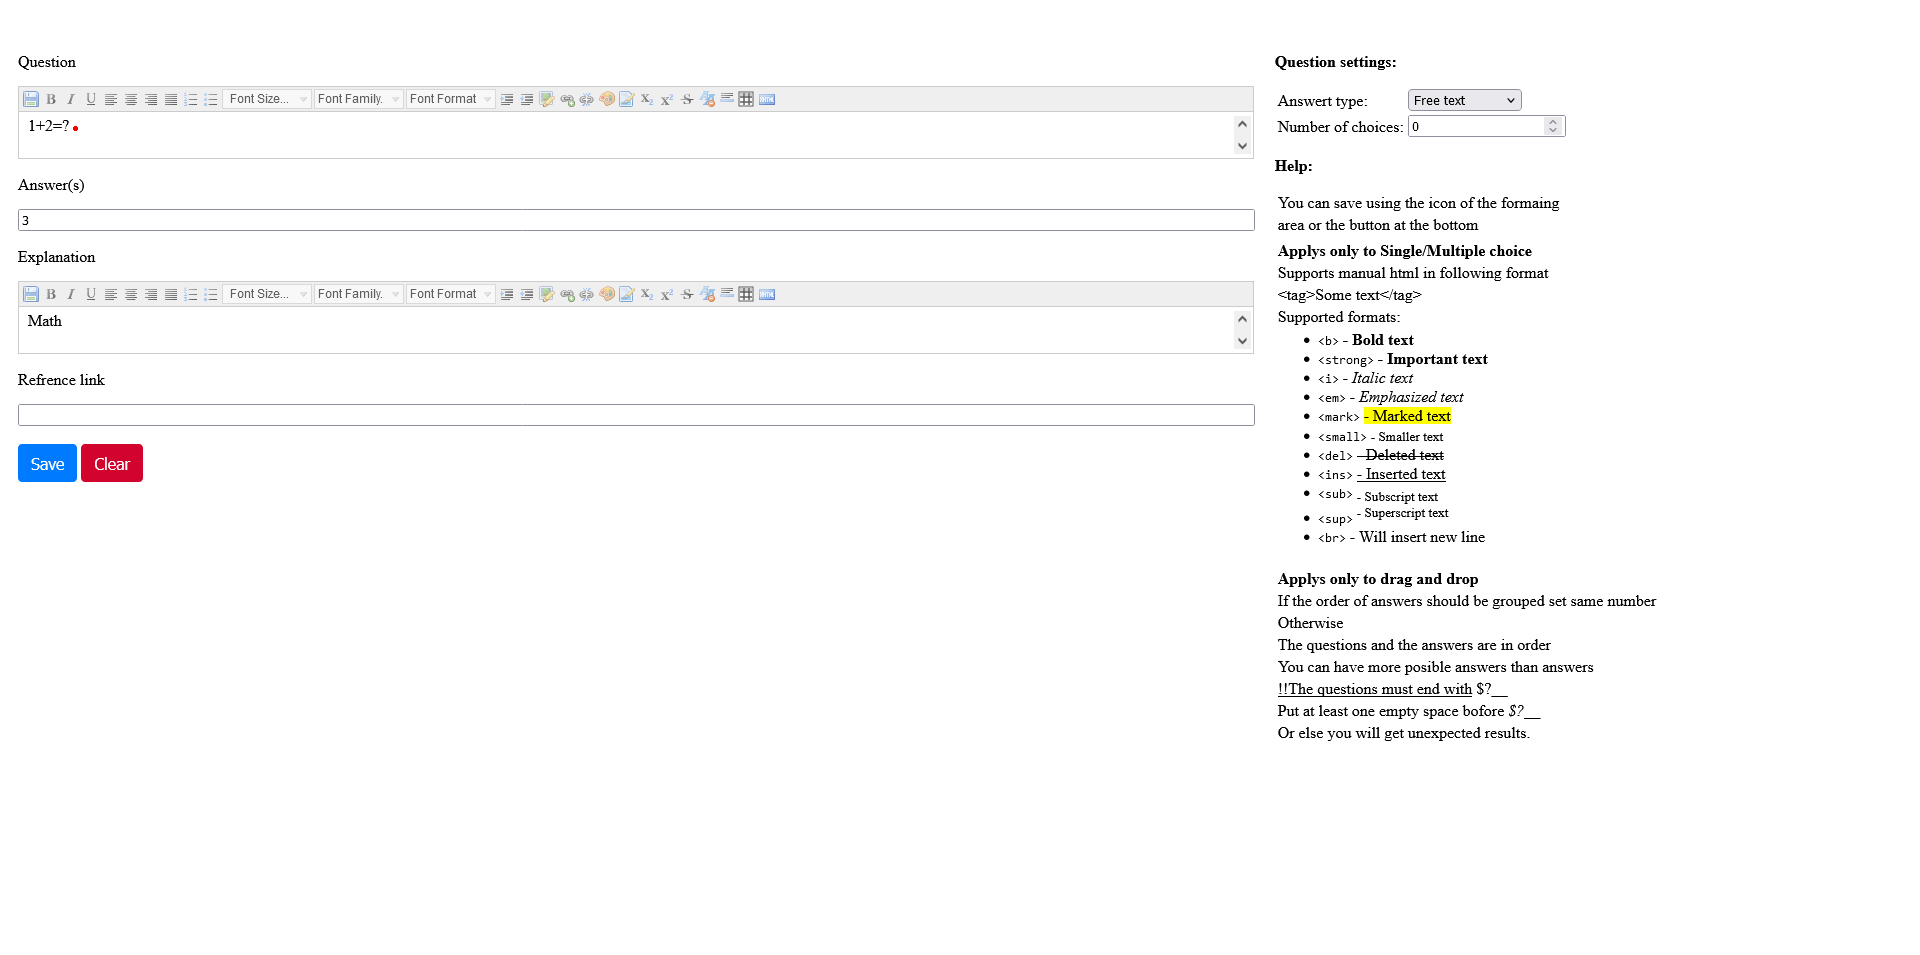 Question
Font Size... Font Family. Font Format
1+2=?
Answer(s)
3
Explanation
Font Size... Font Family. Font Format
Math
Refrence link
Save Clear
Question settings:
Answert type: Free text
Number of choices: 0
Help:
You can save using the icon of the formaing
area or the button at the bottom
Applys only to Single/Multiple choice
Supports manual html in following format
<tag>Some text</tag>
Supported formats:
<b> - Bold text
<strong> - Important text
<i> - Italic text
<em> - Emphasized text
<mark> - Marked text
<small> - Smaller text
<del> - Deleted text
<ins> - Inserted text
<sub> - Subscript text
<sup> - Superscript text
<br> - Will insert new line
Applys only to drag and drop
If the order of answers should be grouped set same number
Otherwise
The questions and the answers are in order
You can have more posible answers than answers
!!The questions must end with $?__
Put at least one empty space bofore $?__
Or else you will get unexpected results.